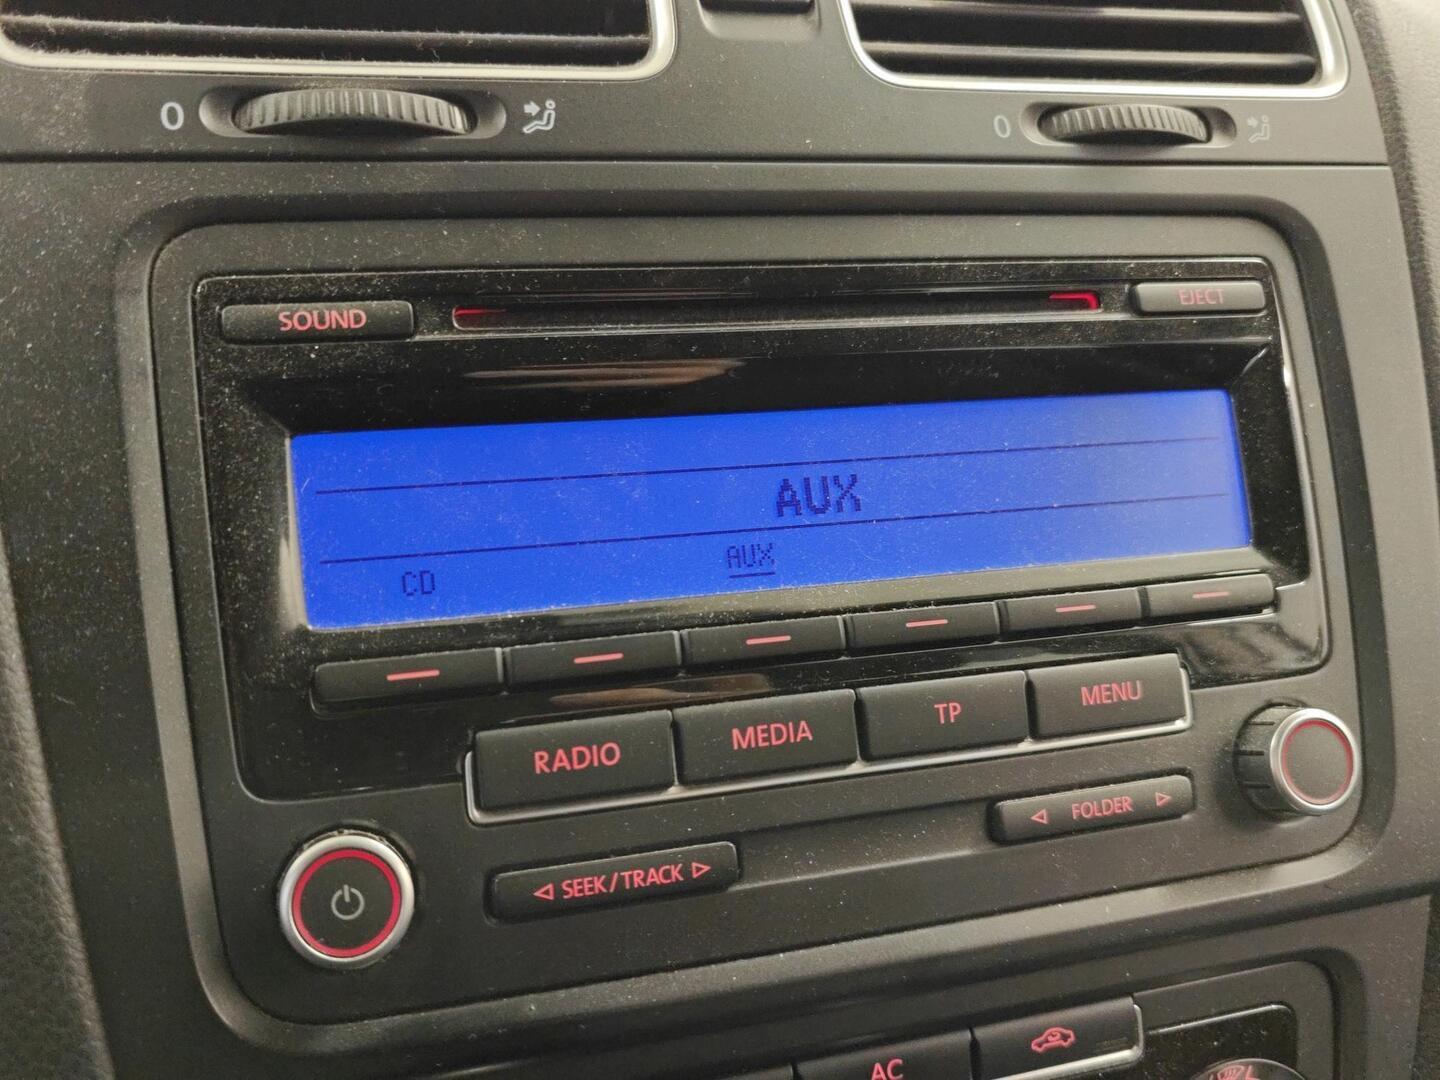 0
0
SOUND
EJECT
AUX
CD AUX
RADIO MEDIA TP MENU
FOLDER
SEEK/TRACK
AC